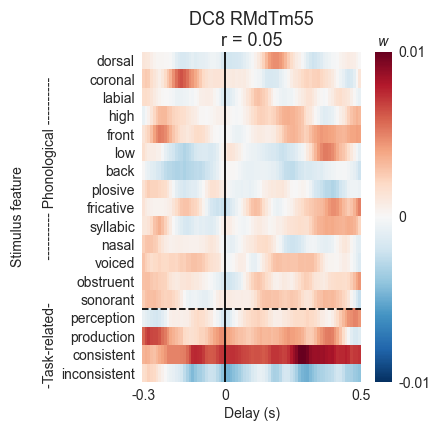 DC8 RMdTm55
r = 0.05
w
dorsal
coronal
labial
high
front
low
back
plosive
fricative
syllabic
nasal
voiced
obstruent
sonorant
perception
production
consistent
inconsistent
Stimulus feature
-Task-related- ----------- Phonological ----------
0.01
0
-0.01
-0.3 0 0.5
Delay (s)